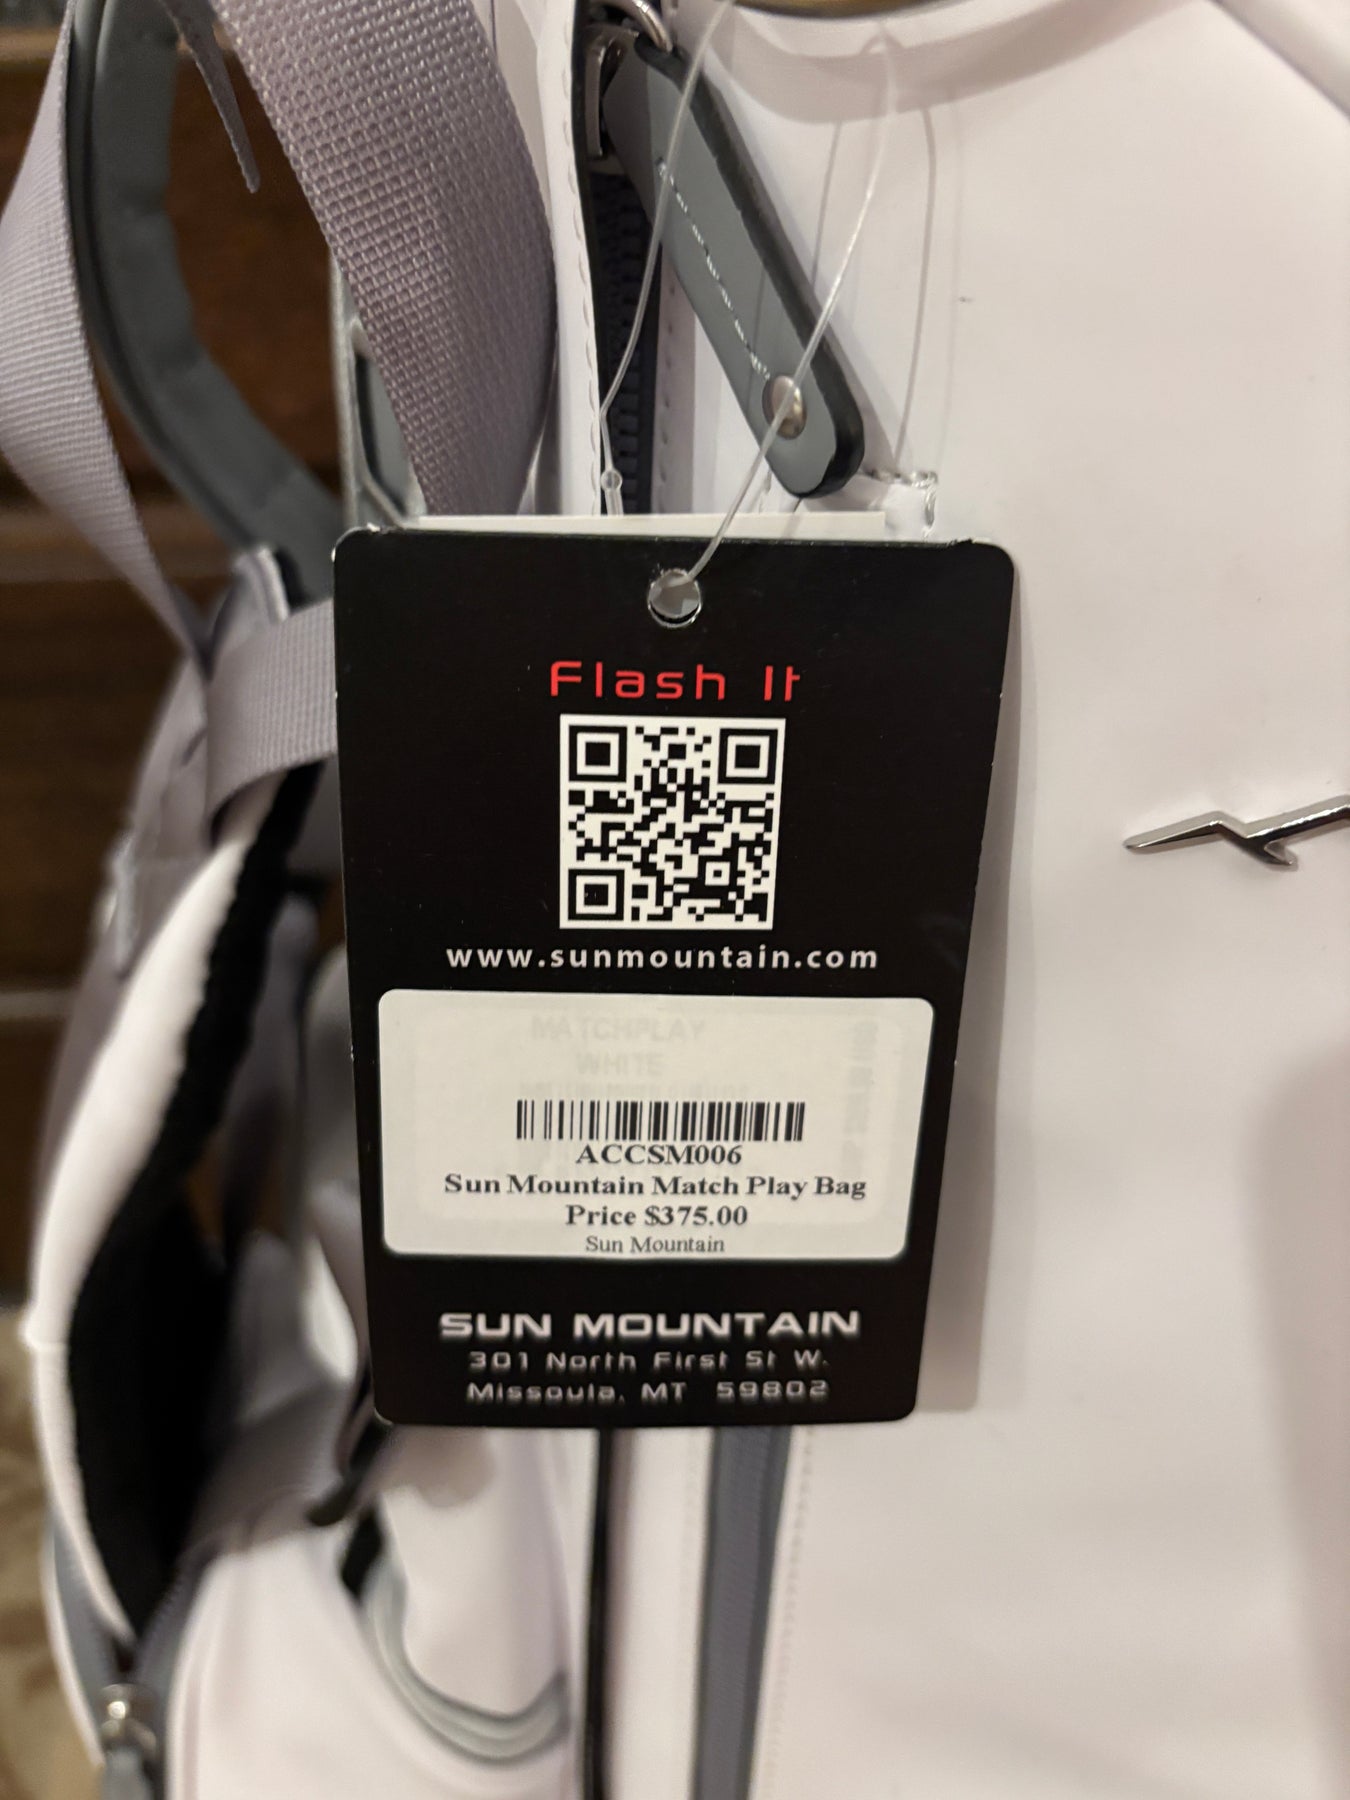 Flash It
www.sunmountain.com
MATCHPLAY
WHITE
ACCSM006
Sun Mountain Match Play Bag
Price $375.00
Sun Mountain
SUN MOUNTAIN
301 North First St W.
Missoula, MT 59802